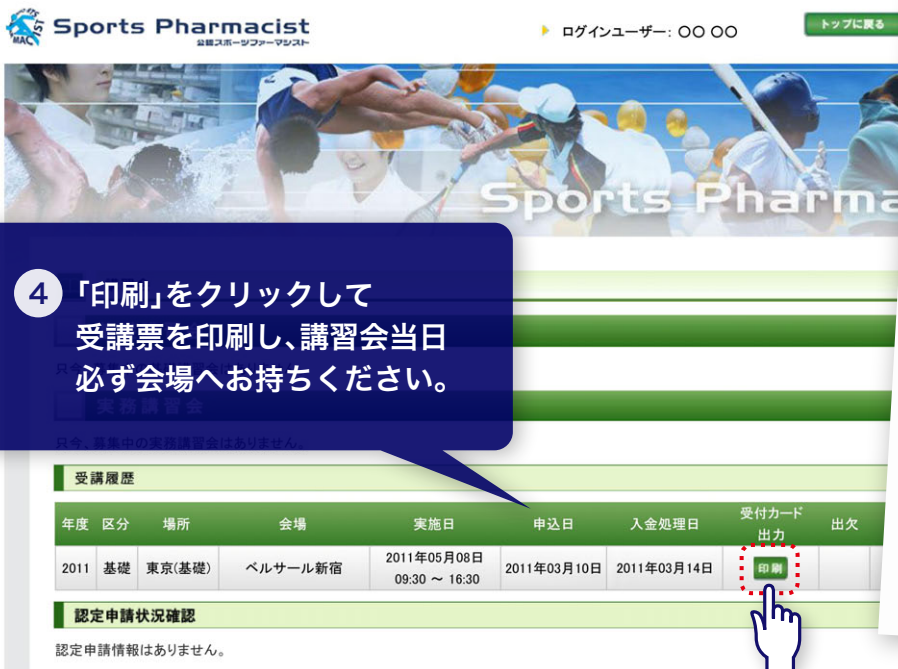 Sports Pharmacist
公認スポーツファーマシスト
ログインユーザー: 〇〇 〇〇
トップに戻る
Sports Pharma
4 「印刷」をクリックして
受講票を印刷し、講習会当日
必ず会場へお持ちください。
実務講習会
只今、募集中の実務講習会はありません。
受講履歴
年度 区分 場所 会場 実施日 申込日 入金処理日 受付カード出力 出欠
2011 基礎 東京(基礎) ベルサール新宿 2011年05月08日 09:30 ～ 16:30 2011年03月10日 2011年03月14日 印刷
認定申請状況確認
認定申請情報はありません。